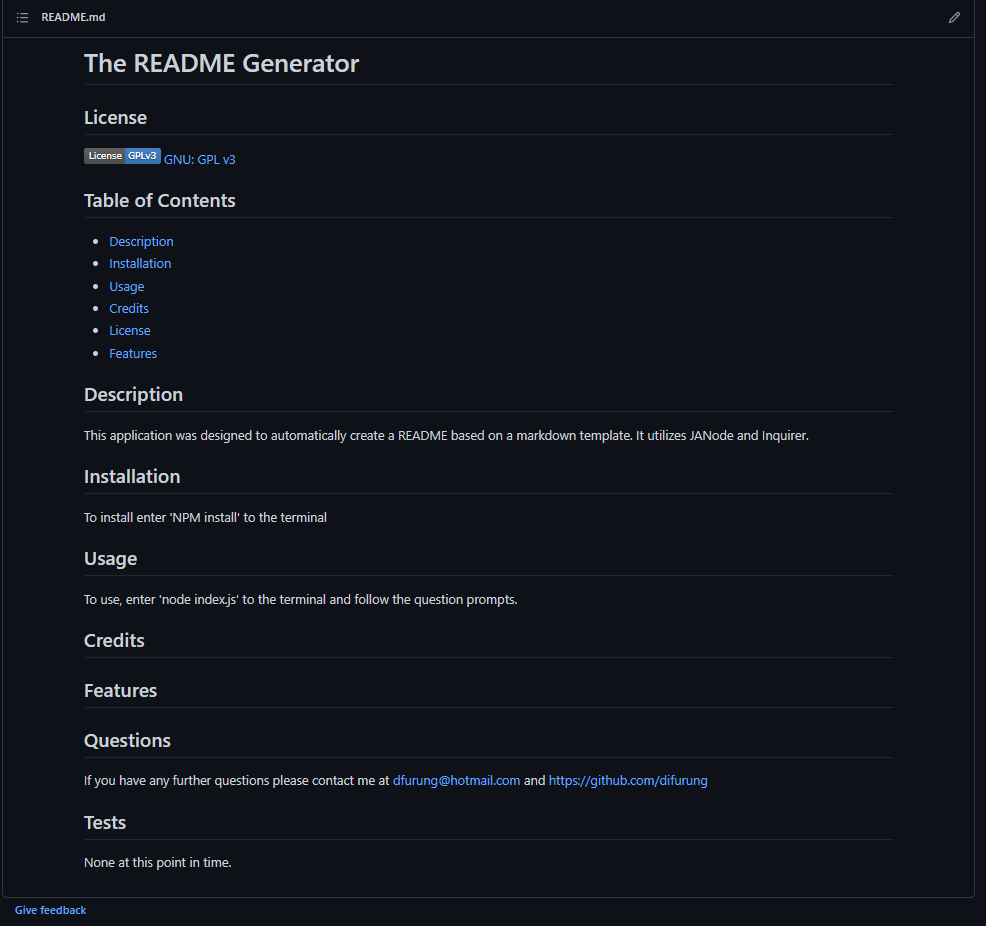 README.md
The README Generator
License
License GPLv3 GNU: GPL v3
Table of Contents
Description
Installation
Usage
Credits
License
Features
Description
This application was designed to automatically create a README based on a markdown template. It utilizes JANode and Inquirer.
Installation
To install enter 'NPM install' to the terminal
Usage
To use, enter 'node index.js' to the terminal and follow the question prompts.
Credits
Features
Questions
If you have any further questions please contact me at dfurung@hotmail.com and https://github.com/difurung
Tests
None at this point in time.
Give feedback